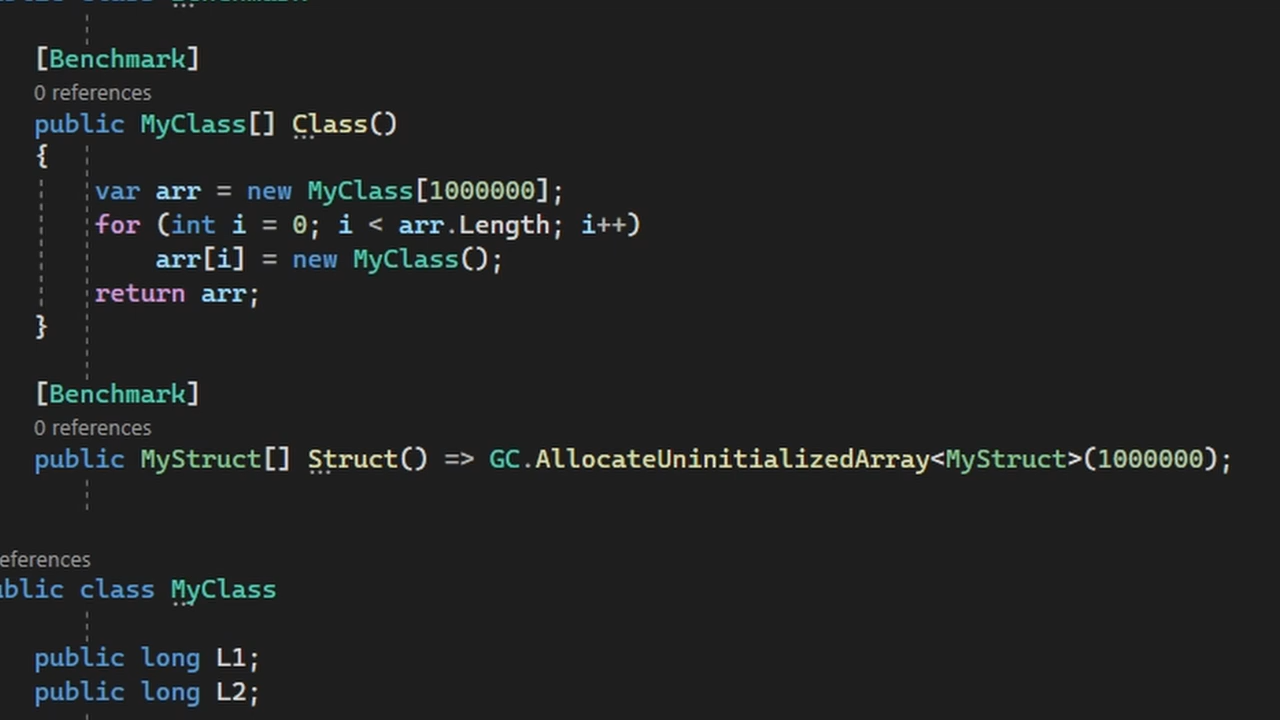 [Benchmark]
0 references
public MyClass[] Class()
{
var arr = new MyClass[1000000];
for (int i = 0; i < arr.Length; i++)
arr[i] = new MyClass();
return arr;
}
[Benchmark]
0 references
public MyStruct[] Struct() => GC.AllocateUninitializedArray<MyStruct>(1000000);
eferences
ublic class MyClass
public long L1;
public long L2;